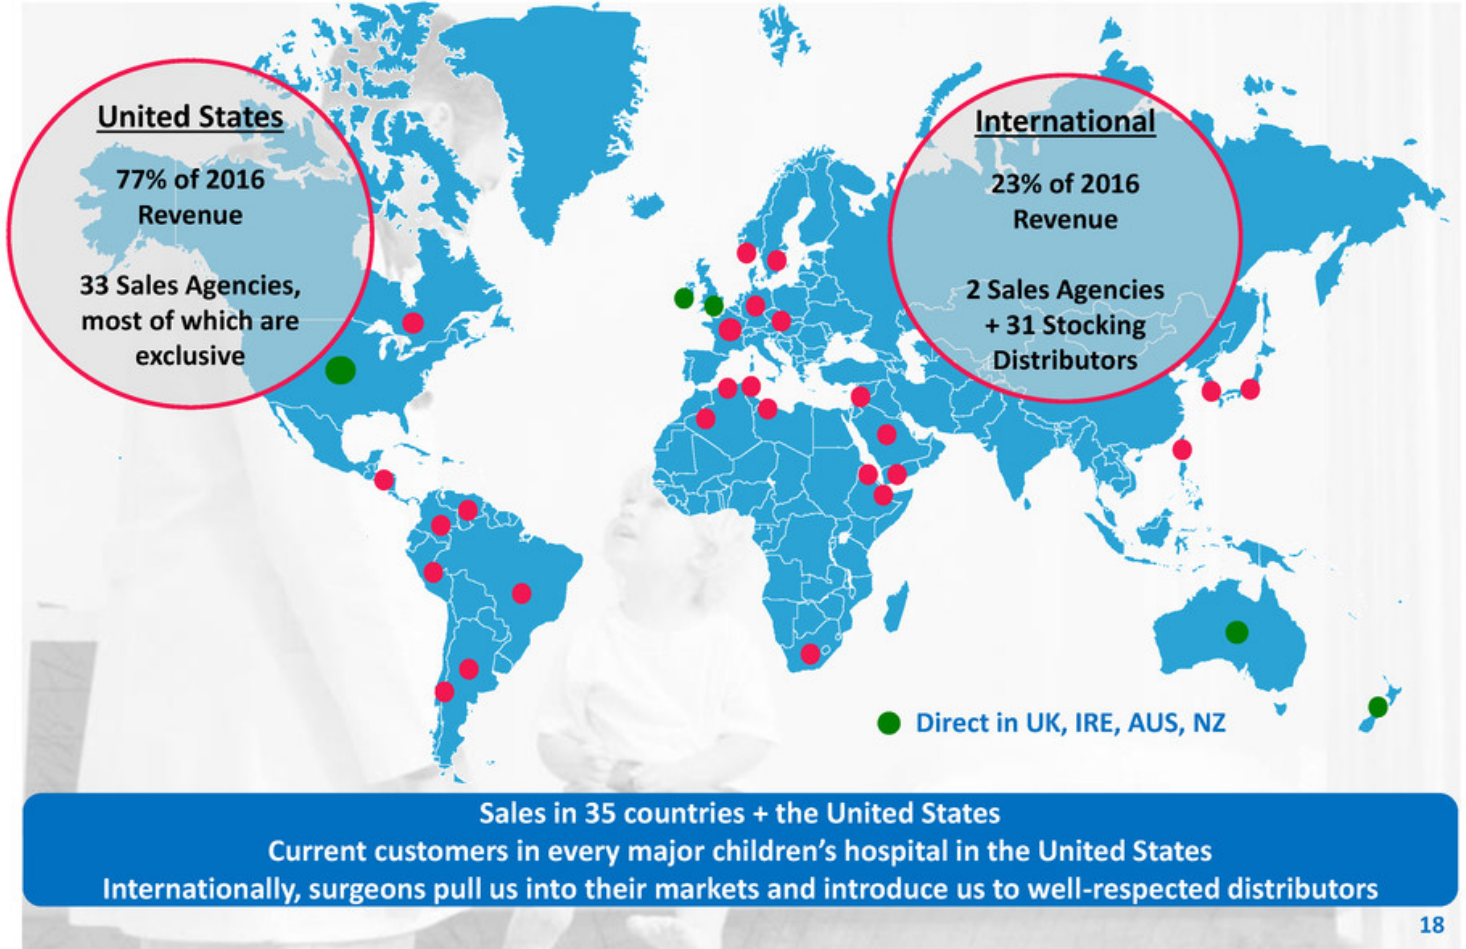 United States
77% of 2016
Revenue
33 Sales Agencies,
most of which are
exclusive
International
23% of 2016
Revenue
2 Sales Agencies
+ 31 Stocking
Distributors
Direct in UK, IRE, AUS, NZ
Sales in 35 countries + the United States
Current customers in every major children’s hospital in the United States
Internationally, surgeons pull us into their markets and introduce us to well-respected distributors
18